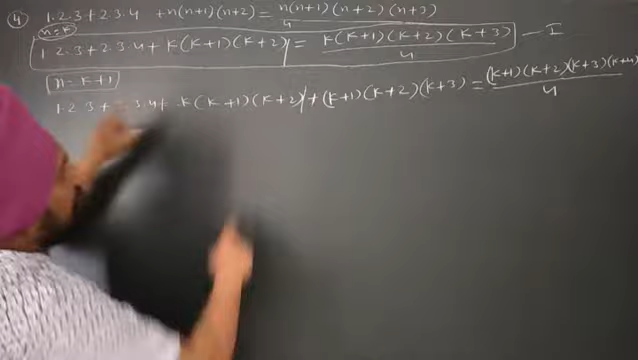 ④ 1.2.3+2.3.4 +n(n+1)(n+2) = n(n+1)(n+2)(n+3)/4
n=k
1.2.3+2.3.4+ k(k+1)(k+2) = k(k+1)(k+2)(k+3)/4 — I
n=k+1
1.2.3+2.3.4+ .k(k+1)(k+2)+(k+1)(k+2)(k+3) = (k+1)(k+2)(k+3)(k+4)/4